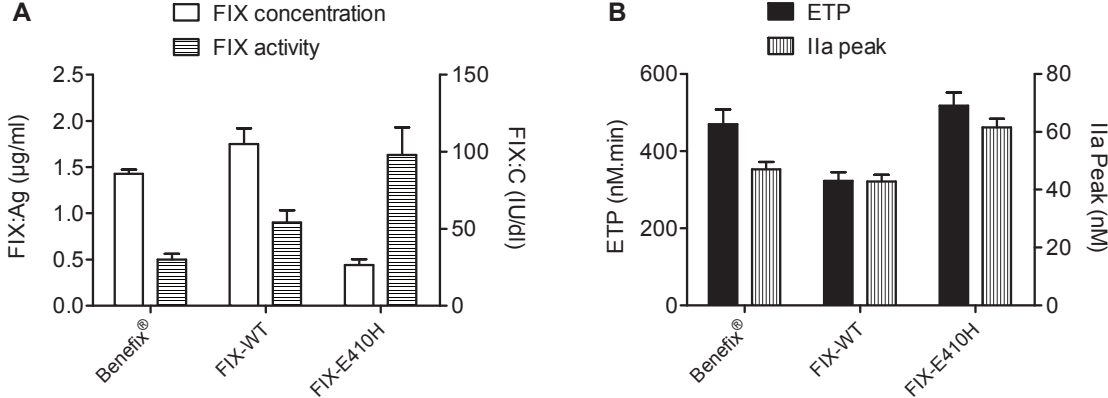 A
FIX concentration
FIX activity
FIX:Ag (µg/ml)
2.5
2.0
1.5
1.0
0.5
0.0
150
100
50
0
FIX:C (IU/dl)
Benefix®
FIX-WT
FIX-E410H
B
ETP
IIa peak
ETP (nM.min)
600
400
200
0
80
60
40
20
0
IIa Peak (nM)
Benefix®
FIX-WT
FIX-E410H